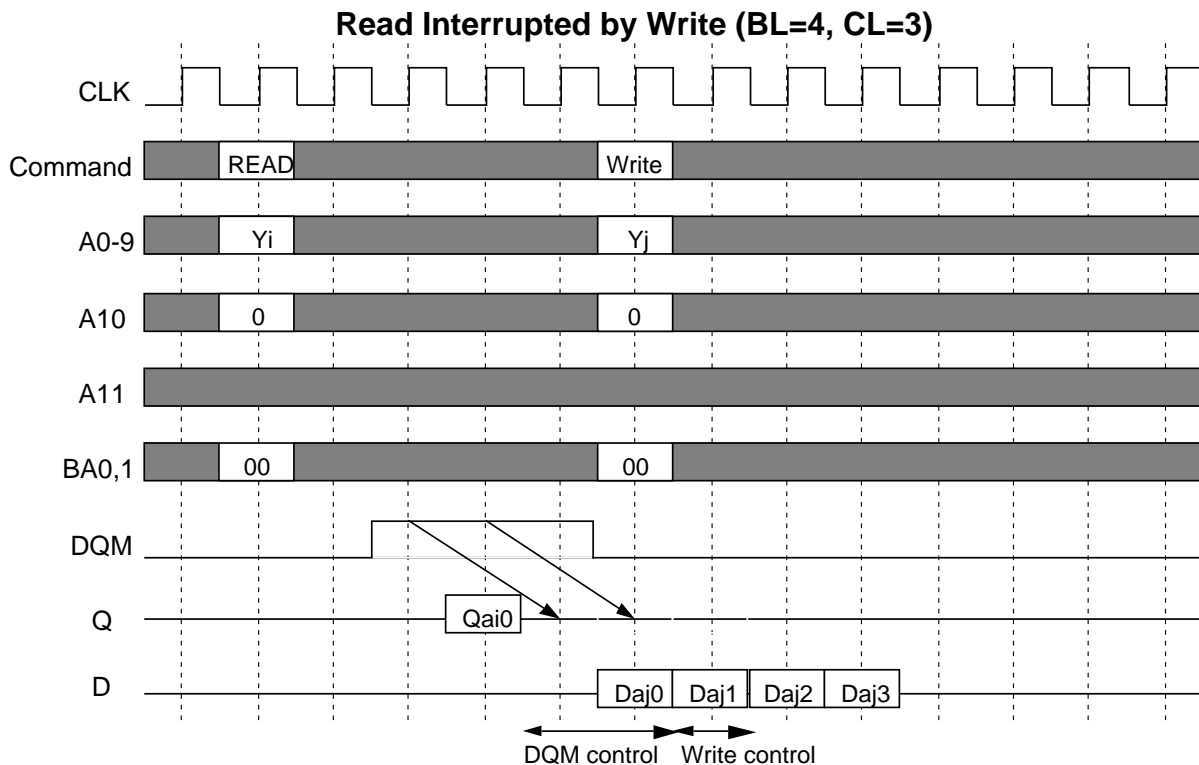 Read Interrupted by Write (BL=4, CL=3)
CLK
Command READ Write
A0-9 Yi Yj
A10 0 0
A11
BA0,1 00 00
DQM
Q Qai0
D Daj0 Daj1 Daj2 Daj3
DQM control Write control